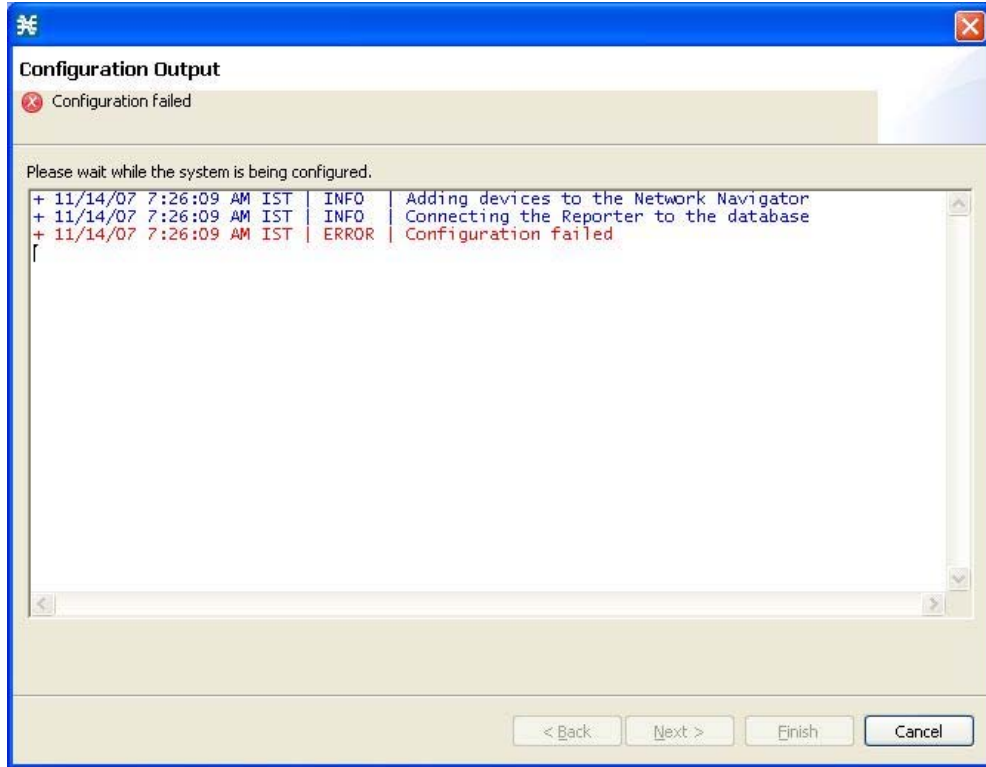 Configuration Output
Configuration failed
Please wait while the system is being configured.
+ 11/14/07 7:26:09 AM IST | INFO | Adding devices to the Network Navigator
+ 11/14/07 7:26:09 AM IST | INFO | Connecting the Reporter to the database
+ 11/14/07 7:26:09 AM IST | ERROR | Configuration failed
< Back Next > Finish Cancel